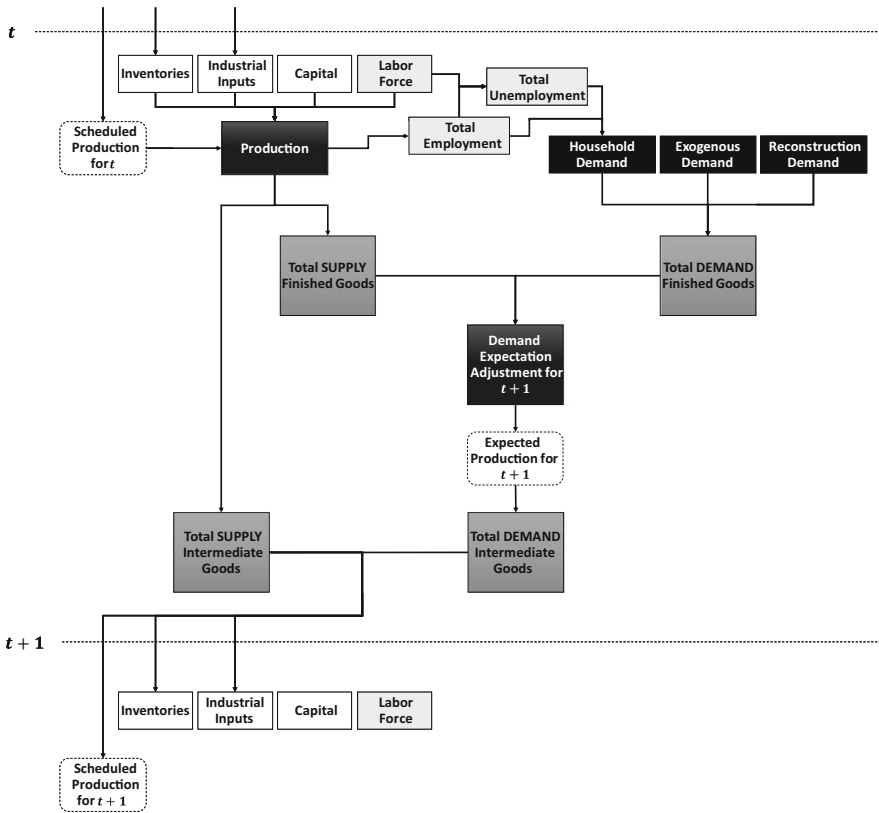 t
Inventories
Industrial
Inputs
Capital
Labor
Force
Total
Unemployment
Scheduled
Production
for t
Production
Total
Employment
Household
Demand
Exogenous
Demand
Reconstruction
Demand
Total SUPPLY
Finished Goods
Total DEMAND
Finished Goods
Demand
Expectation
Adjustment for
t + 1
Expected
Production for
t + 1
Total SUPPLY
Intermediate
Goods
Total DEMAND
Intermediate
Goods
t + 1
Inventories
Industrial
Inputs
Capital
Labor
Force
Scheduled
Production
for t + 1